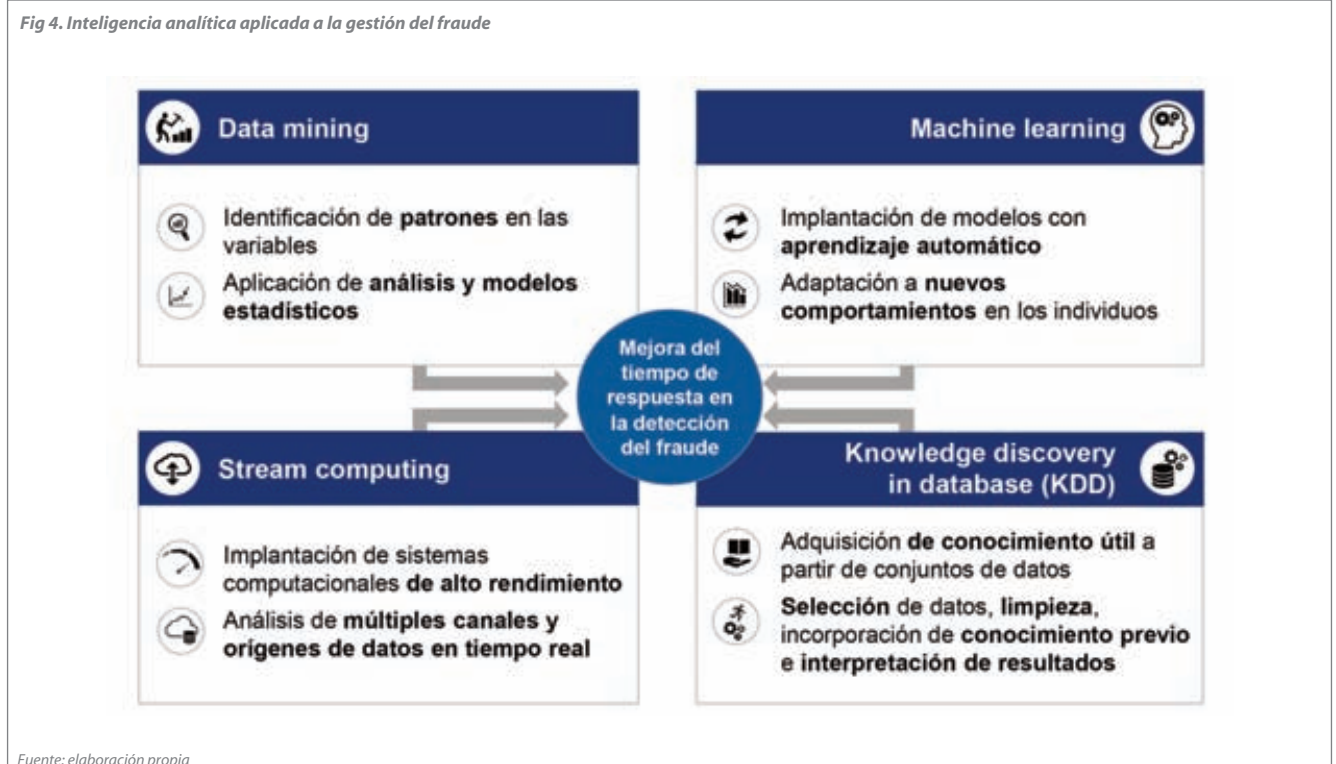 Fig 4. Inteligencia analítica aplicada a la gestión del fraude
Data mining
Identificación de patrones en las
variables
Aplicación de análisis y modelos
estadísticos
Machine learning
Implantación de modelos con
aprendizaje automático
Adaptación a nuevos
comportamientos en los individuos
Mejora del
tiempo de
respuesta en
la detección
del fraude
Stream computing
Implantación de sistemas
computacionales de alto rendimiento
Análisis de múltiples canales y
orígenes de datos en tiempo real
Knowledge discovery
in database (KDD)
Adquisición de conocimiento útil a
partir de conjuntos de datos
Selección de datos, limpieza,
incorporación de conocimiento previo
e interpretación de resultados
Fuente: elaboración propia